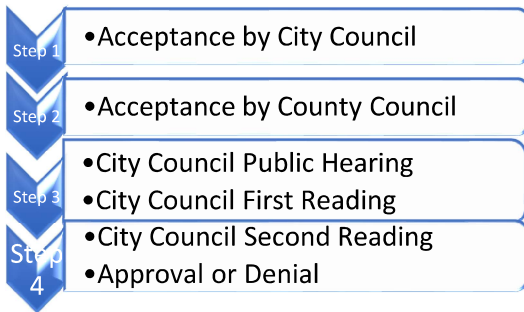 Step 1
•Acceptance by City Council
Step 2
•Acceptance by County Council
Step 3
•City Council Public Hearing
•City Council First Reading
Step
4
•City Council Second Reading
•Approval or Denial